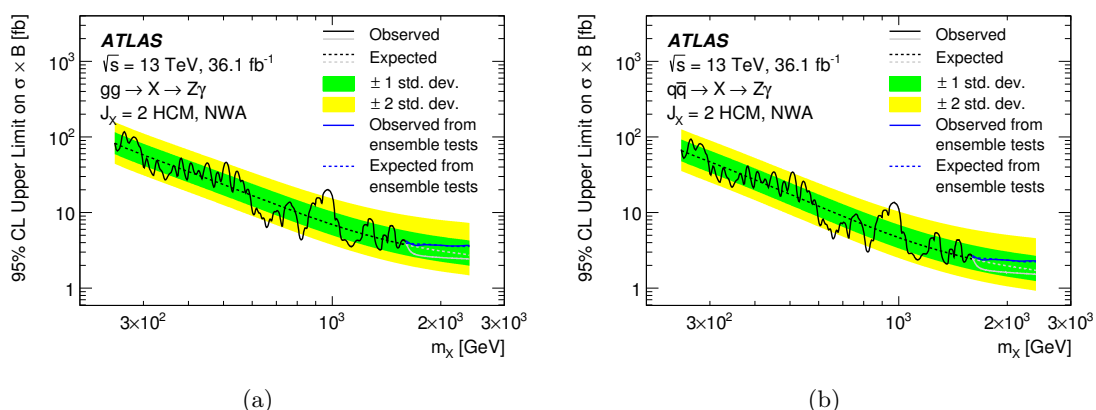 95% CL Upper Limit on σ × B [fb]
10³
10²
10
1
ATLAS
√s = 13 TeV, 36.1 fb⁻¹
gg → X → Zγ
J_X = 2 HCM, NWA
Observed
Expected
± 1 std. dev.
± 2 std. dev.
Observed from
ensemble tests
Expected from
ensemble tests
3×10² 10³ 2×10³ 3×10³
m_X [GeV]
(a)
95% CL Upper Limit on σ × B [fb]
10³
10²
10
1
ATLAS
√s = 13 TeV, 36.1 fb⁻¹
qq̄ → X → Zγ
J_X = 2 HCM, NWA
Observed
Expected
± 1 std. dev.
± 2 std. dev.
Observed from
ensemble tests
Expected from
ensemble tests
3×10² 10³ 2×10³ 3×10³
m_X [GeV]
(b)